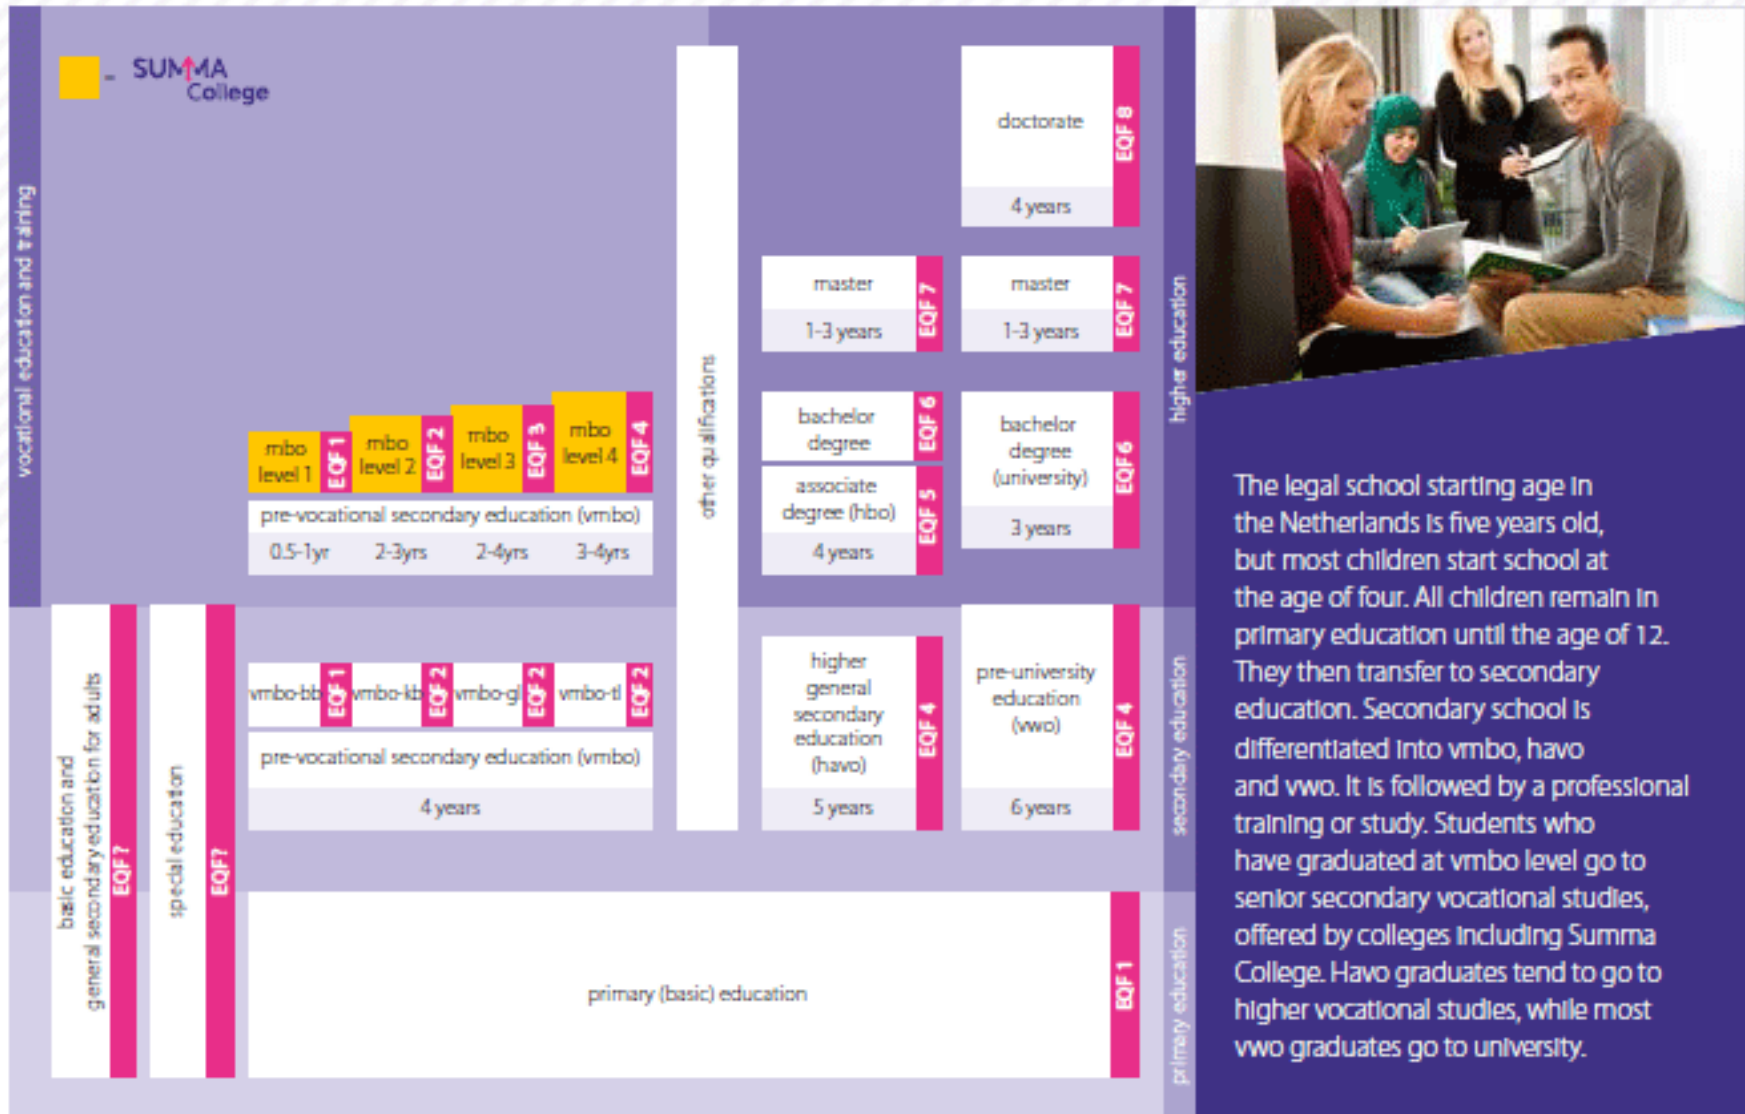 - SUMMA
College
vocational education and training
doctorate
4 years
EQF 8
master
1-3 years
EQF 7
master
1-3 years
EQF 7
higher education
other qualifications
mbo
level 1
EQF 1
mbo
level 2
EQF 2
mbo
level 3
EQF 3
mbo
level 4
EQF 4
pre-vocational secondary education (vmbo)
0.5-1yr
2-3yrs
2-4yrs
3-4yrs
bachelor
degree
EQF 6
associate
degree (hbo)
4 years
EQF 5
bachelor
degree
(university)
3 years
EQF 6
basic education and
general secondary education for adults
EQF ?
special education
EQF?
vmbo-bb
EQF 1
vmbo-kb
EQF 2
vmbo-gl
EQF 2
vmbo-tl
EQF 2
pre-vocational secondary education (vmbo)
4 years
higher
general
secondary
education
(havo)
5 years
EQF 4
pre-university
education
(vwo)
6 years
EQF 4
secondary education
primary (basic) education
EQF 1
primary education
The legal school starting age in
the Netherlands is five years old,
but most children start school at
the age of four. All children remain in
primary education until the age of 12.
They then transfer to secondary
education. Secondary school is
differentiated into vmbo, havo
and vwo. It is followed by a professional
training or study. Students who
have graduated at vmbo level go to
senior secondary vocational studies,
offered by colleges including Summa
College. Havo graduates tend to go to
higher vocational studies, while most
vwo graduates go to university.